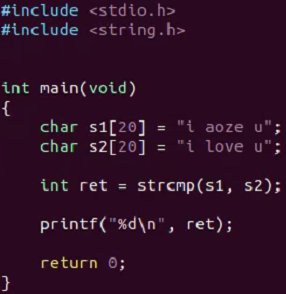 #include <stdio.h>
#include <string.h>
int main(void)
{
char s1[20] = "i aoze u";
char s2[20] = "i love u";
int ret = strcmp(s1, s2);
printf("%d\n", ret);
return 0;
}